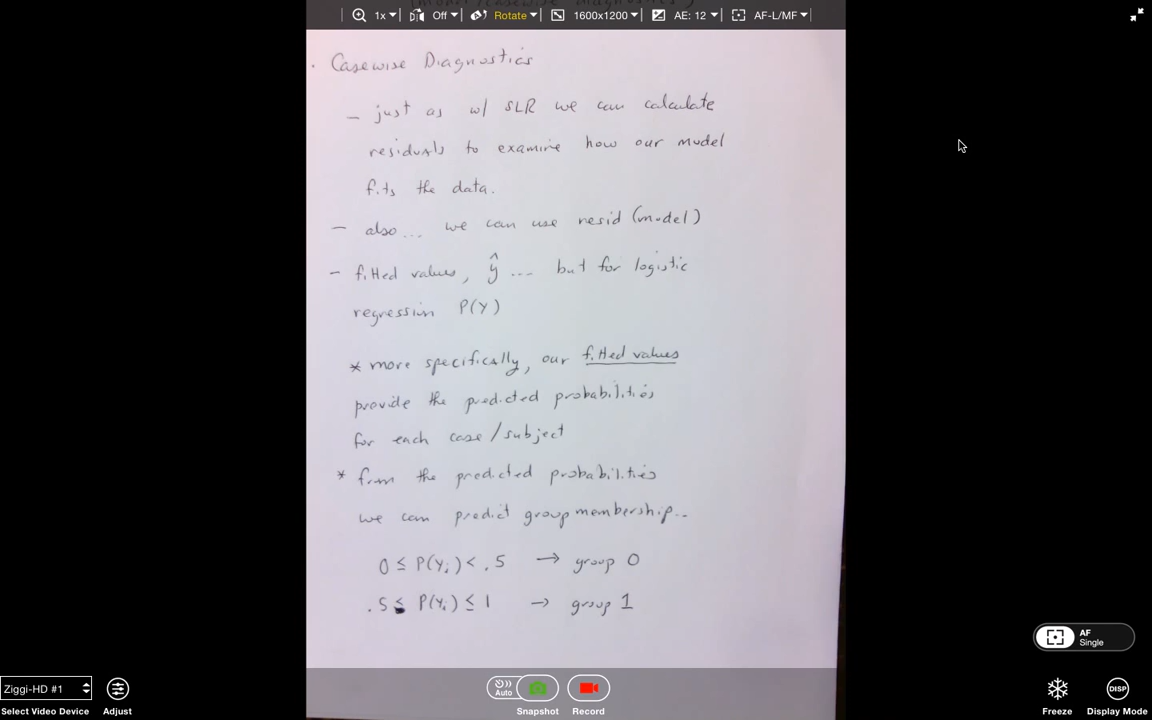 1x
Off
Rotate
1600x1200
AE: 12
AF-L/MF
. Casewise Diagnostics
– just as w/ SLR we can calculate
residuals to examine how our model
fits the data.
– also... we can use resid (model)
– fitted values, ŷ ... but for logistic
regression P(Y)
* more specifically, our fitted values
provide the predicted probabilities
for each case/subject
* from the predicted probabilities
we can predict group membership...
0 ≤ P(Yi) < .5 → group 0
.5 ≤ P(Yi) ≤ 1 → group 1
AF
Single
Ziggi-HD #1
Select Video Device
Adjust
Auto
Snapshot
Record
Freeze
DISP
Display Mode